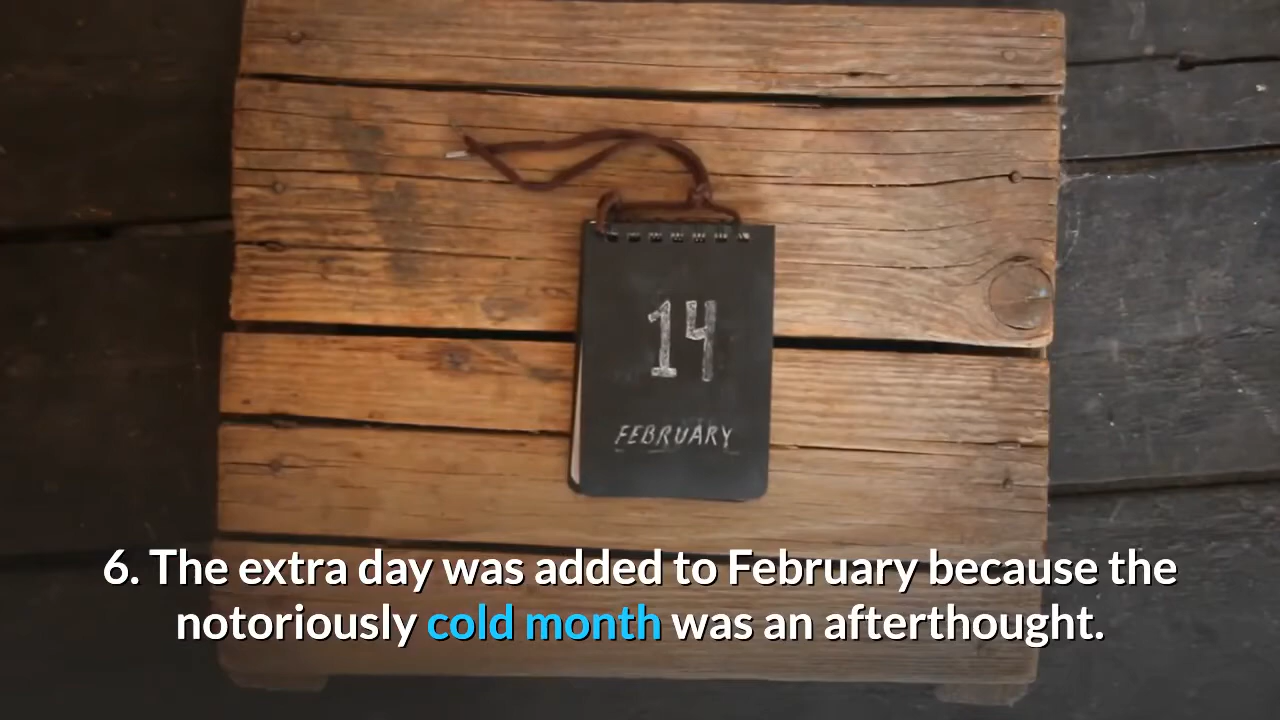 14
FEBRUARY
6. The extra day was added to February because the
notoriously cold month was an afterthought.